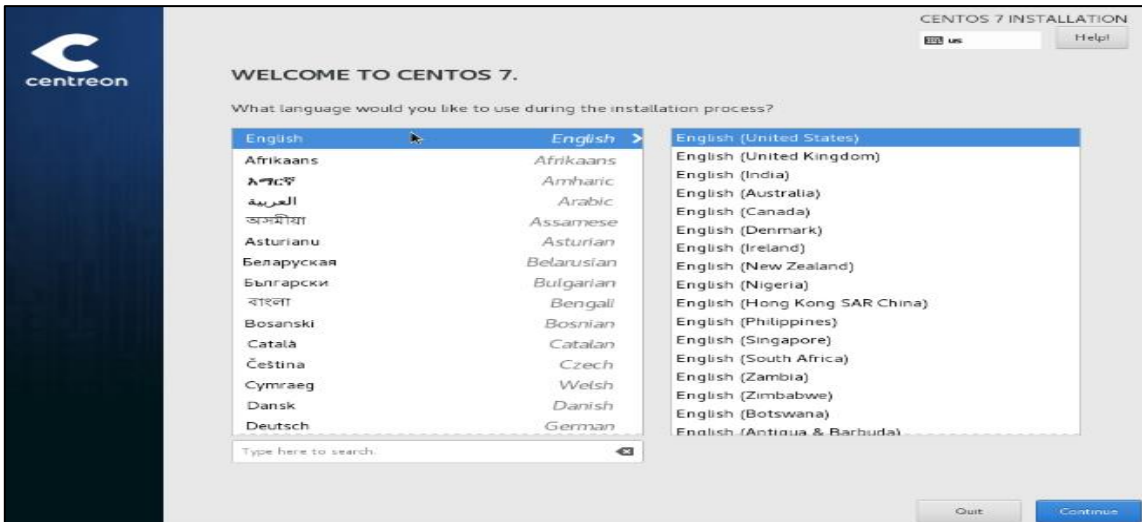 centreon
CENTOS 7 INSTALLATION
us
Help!
WELCOME TO CENTOS 7.
What language would you like to use during the installation process?
English English
Afrikaans Afrikaans
አማርኛ Amharic
العربية Arabic
অসমীয়া Assamese
Asturianu Asturian
Беларуская Belarusian
Български Bulgarian
বাংলা Bengali
Bosanski Bosnian
Català Catalan
Čeština Czech
Cymraeg Welsh
Dansk Danish
Deutsch German
Type here to search.
English (United States)
English (United Kingdom)
English (India)
English (Australia)
English (Canada)
English (Denmark)
English (Ireland)
English (New Zealand)
English (Nigeria)
English (Hong Kong SAR China)
English (Philippines)
English (Singapore)
English (South Africa)
English (Zambia)
English (Zimbabwe)
English (Botswana)
English (Antigua & Barbuda)
Quit
Continue